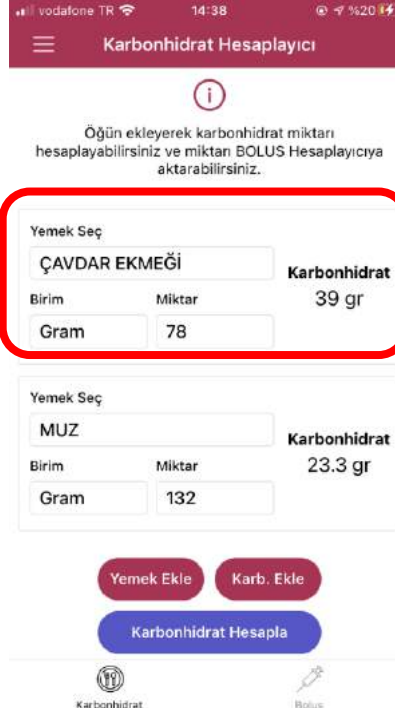 vodafone TR 14:38 %20
Karbonhidrat Hesaplayıcı
Öğün ekleyerek karbonhidrat miktarı
hesaplayabilirsiniz ve miktarı BOLUS Hesaplayıcıya
aktarabilirsiniz.
Yemek Seç
ÇAVDAR EKMEĞİ
Karbonhidrat
39 gr
Birim Miktar
Gram 78
Yemek Seç
MUZ
Karbonhidrat
23.3 gr
Birim Miktar
Gram 132
Yemek Ekle Karb. Ekle
Karbonhidrat Hesapla
Karbonhidrat Bolus